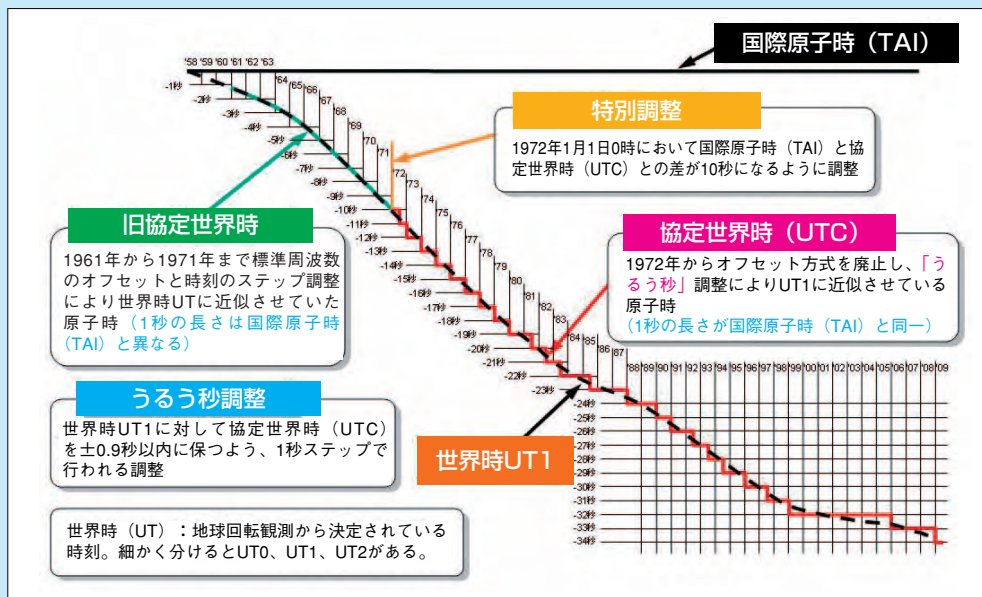 国際原子時（TAI）
'58 '59 '60 '61 '62 '63
'64
'65
'66
'67
'68
'69
'70
'71
'72
'73
'74
'75
'76
'77
'78
'79
'80
'81
'82
'83
'84
'85
'86
'87
'88 '89 '90 '91 '92 '93 '94 '95 '96 '97 '98 '99 '00 '01 '02 '03 '04 '05 '06 '07 '08 '09
-1秒
-2秒
-3秒
-4秒
-5秒
-6秒
-7秒
-8秒
-9秒
-10秒
-11秒
-12秒
-13秒
-14秒
-15秒
-16秒
-17秒
-18秒
-19秒
-20秒
-21秒
-22秒
-23秒
-24秒
-25秒
-26秒
-27秒
-28秒
-29秒
-30秒
-31秒
-32秒
-33秒
-34秒
特別調整
1972年1月1日0時において国際原子時（TAI）と協
定世界時（UTC）との差が10秒になるように調整
旧協定世界時
1961年から1971年まで標準周波数
のオフセットと時刻のステップ調整
により世界時UTに近似させていた
原子時（1秒の長さは国際原子時
（TAI）と異なる）
協定世界時（UTC）
1972年からオフセット方式を廃止し、「う
るう秒」調整によりUT1に近似させている
原子時
（1秒の長さが国際原子時（TAI）と同一）
うるう秒調整
世界時UT1に対して協定世界時（UTC）
を±0.9秒以内に保つよう、1秒ステップで
行われる調整
世界時UT1
世界時（UT）：地球回転観測から決定されている
時刻。細かく分けるとUT0、UT1、UT2がある。